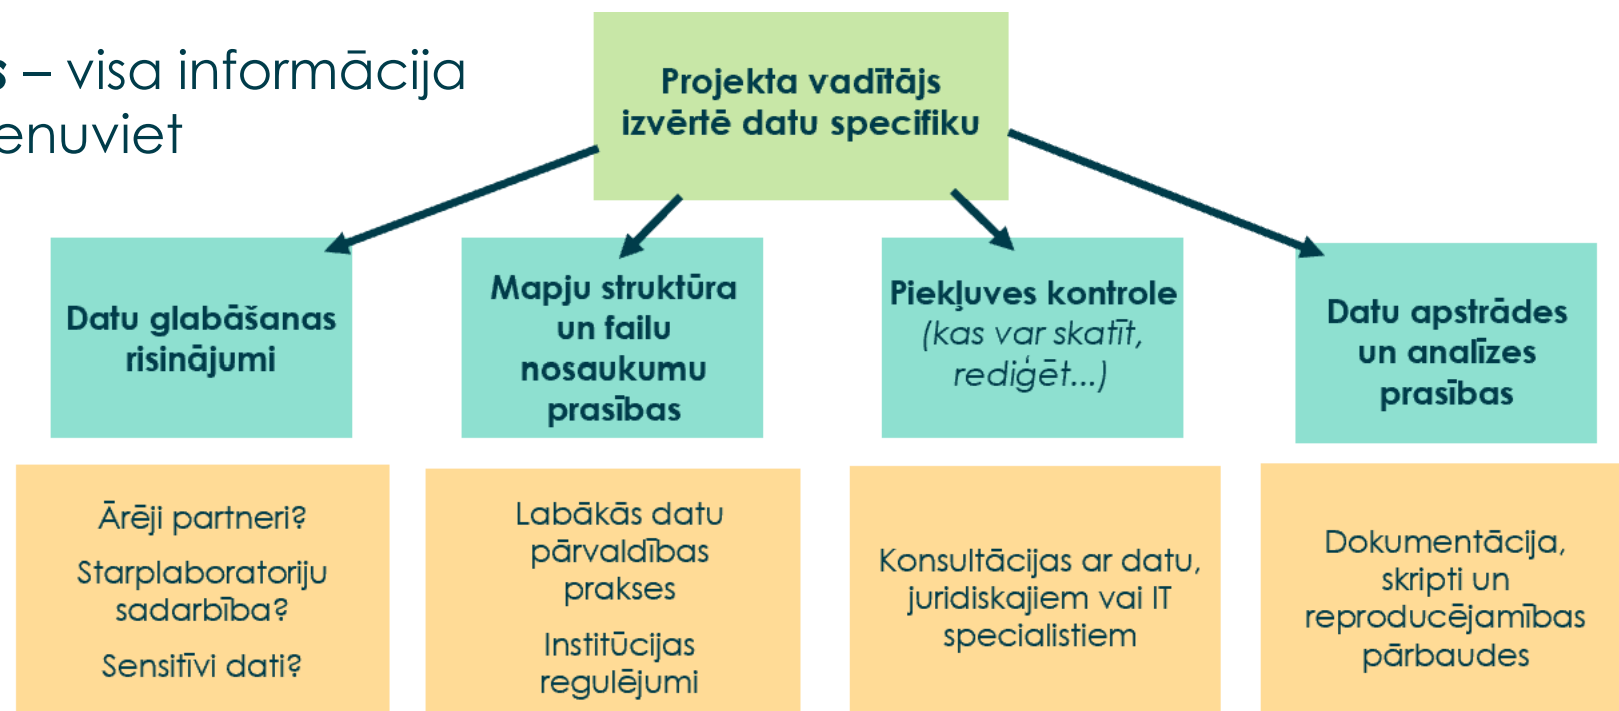 s – visa informācija
enuviet
Projekta vadītājs
izvērtē datu specifiku
Datu glabāšanas
risinājumi
Mapju struktūra
un failu
nosaukumu
prasības
Piekļuves kontrole
(kas var skatīt,
rediģēt...)
Datu apstrādes
un analīzes
prasības
Ārēji partneri?
Starplaboratoriju
sadarbība?
Sensitīvi dati?
Labākās datu
pārvaldības
prakses
Institūcijas
regulējumi
Konsultācijas ar datu,
juridiskajiem vai IT
specialistiem
Dokumentācija,
skripti un
reproducējamības
pārbaudes